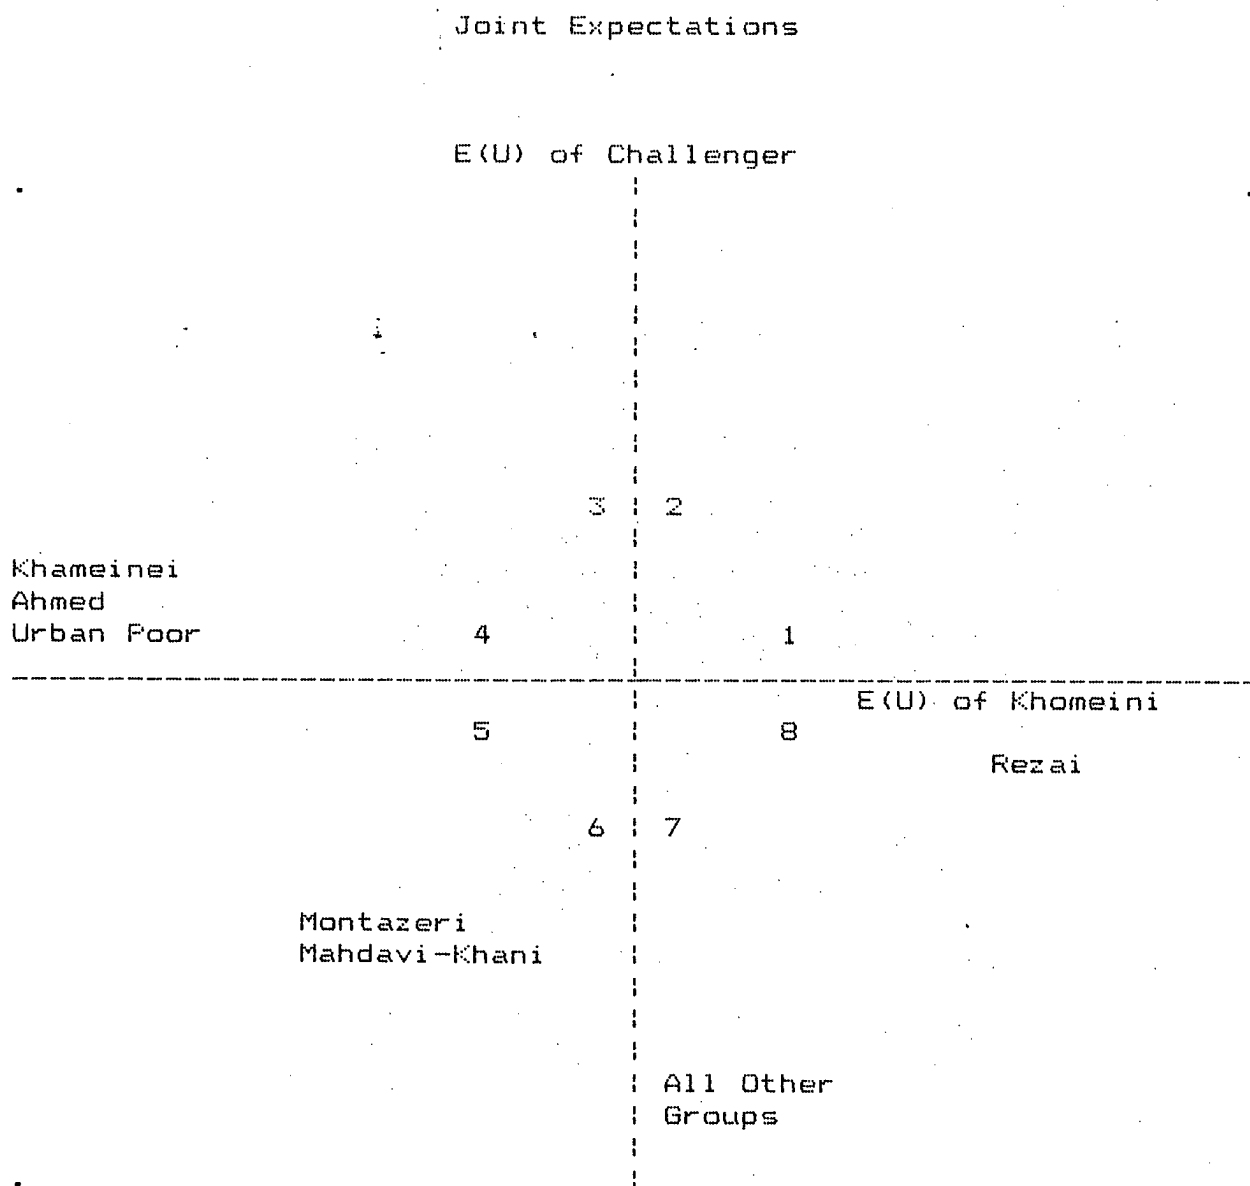 Joint Expectations
E(U) of Challenger
3 2
Khameinei
Ahmed
Urban Poor 4 1
E(U) of Khomeini
5 8
Rezai
6 7
Montazeri
Mahdavi-Khani
All Other
Groups